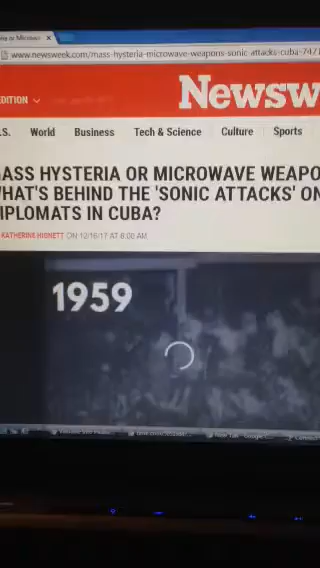 www.newsweek.com/mass-hysteria-microwave-weapons-sonic-attacks-cuba-747
EDITION
Newsw
.S. World Business Tech & Science Culture Sports
ASS HYSTERIA OR MICROWAVE WEAPO
HAT'S BEHIND THE 'SONIC ATTACKS' ON
IPLOMATS IN CUBA?
KATHERINE HIGNETT ON 12/16/17 AT 8:00 AM
1959